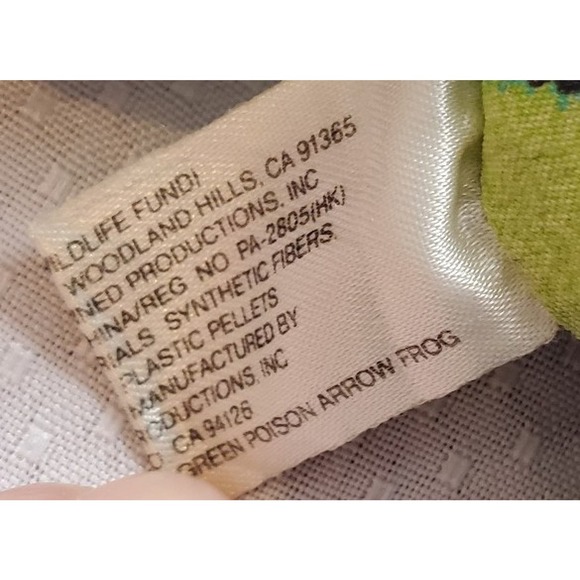 ILDLIFE FUND!
WOODLAND HILLS, CA 91365
NED PRODUCTIONS. INC
HINA/REG NO PA-2805(HK)
RIALS SYNTHETIC FIBERS.
PLASTIC PELLETS
MANUFACTURED BY
RODUCTIONS. INC
O CA 94126
GREEN POISON ARROW FROG